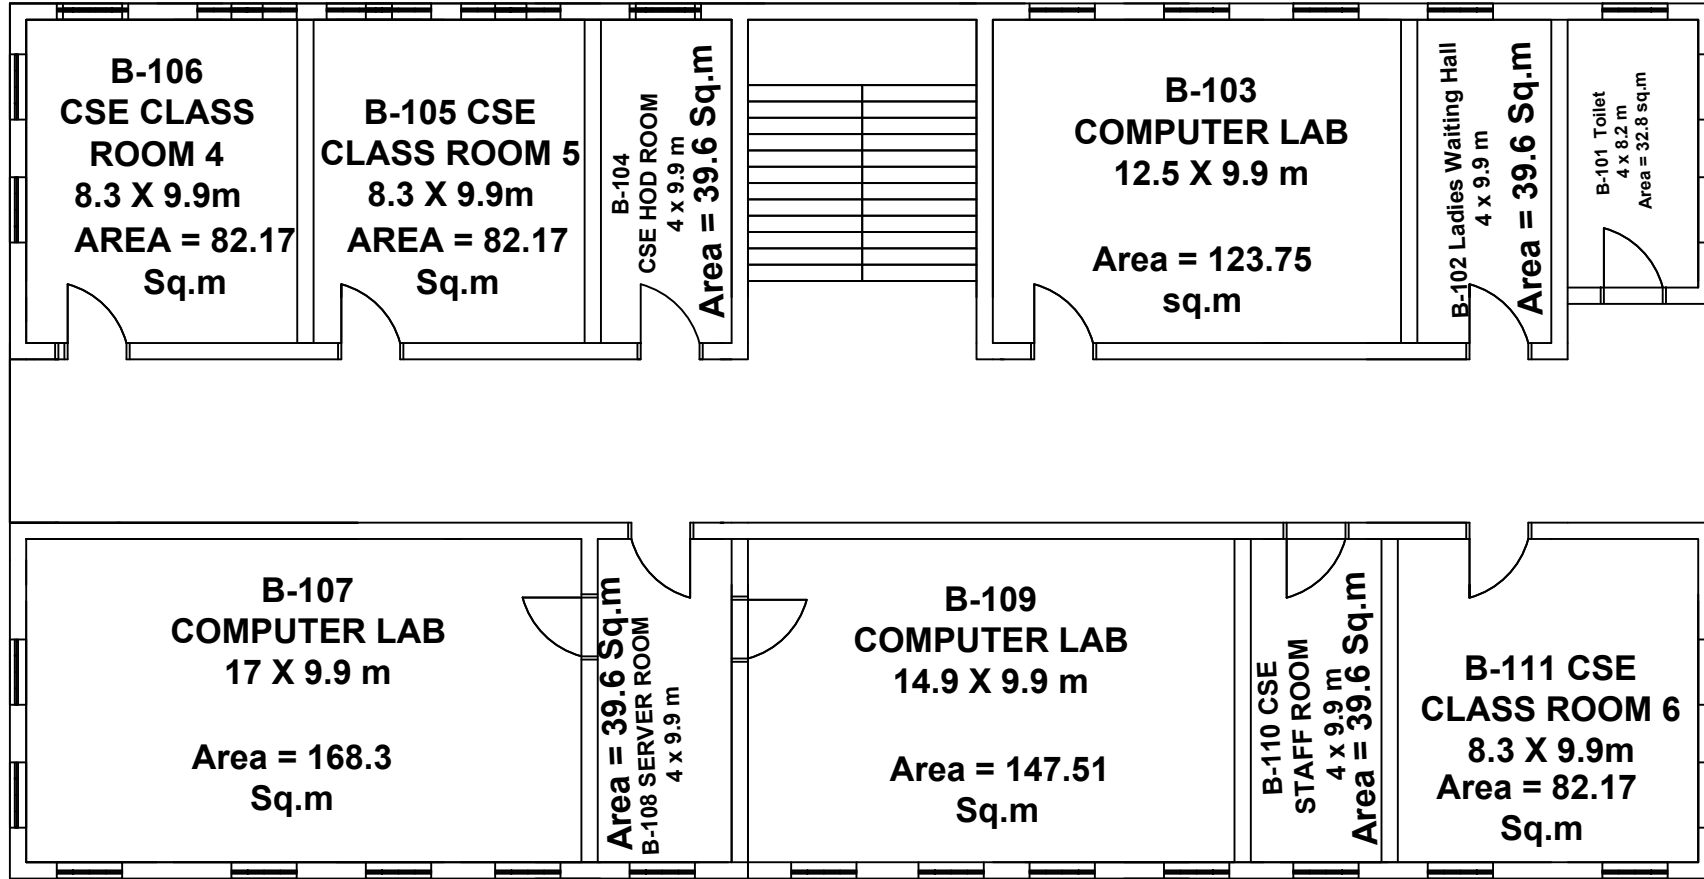 B-106
CSE CLASS
ROOM 4
8.3 X 9.9m
AREA = 82.17
Sq.m
B-105 CSE
CLASS ROOM 5
8.3 X 9.9m
AREA = 82.17
Sq.m
B-104
CSE HOD ROOM
4 x 9.9 m
Area = 39.6 Sq.m
B-103
COMPUTER LAB
12.5 X 9.9 m
Area = 123.75
sq.m
B-102 Ladies Waiting Hall
4 x 9.9 m
Area = 39.6 Sq.m
B-101 Toilet
4 x 8.2 m
Area = 32.8 sq.m
B-107
COMPUTER LAB
17 X 9.9 m
Area = 168.3
Sq.m
Area = 39.6 Sq.m
B-108 SERVER ROOM
4 x 9.9 m
B-109
COMPUTER LAB
14.9 X 9.9 m
Area = 147.51
Sq.m
B-110 CSE
STAFF ROOM
4 x 9.9 m
Area = 39.6 Sq.m
B-111 CSE
CLASS ROOM 6
8.3 X 9.9m
Area = 82.17
Sq.m